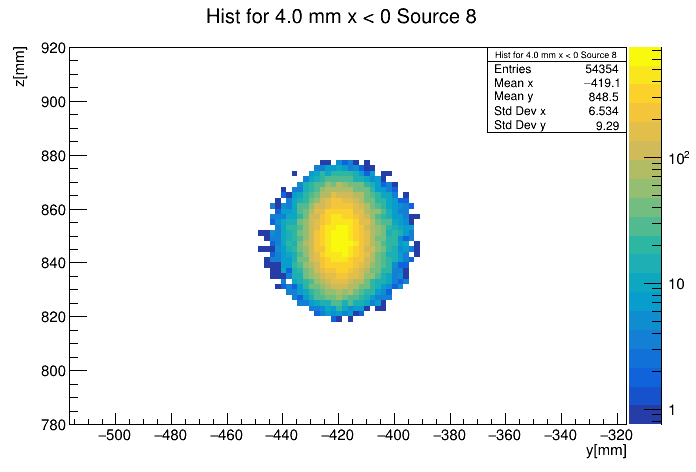 Hist for 4.0 mm x < 0 Source 8
z[mm]
920
900
880
860
840
820
800
780
Hist for 4.0 mm x < 0 Source 8
Entries 54354
Mean x −419.1
Mean y 848.5
Std Dev x 6.534
Std Dev y 9.29
10²
10
1
−500 −480 −460 −440 −420 −400 −380 −360 −340 −320
y[mm]